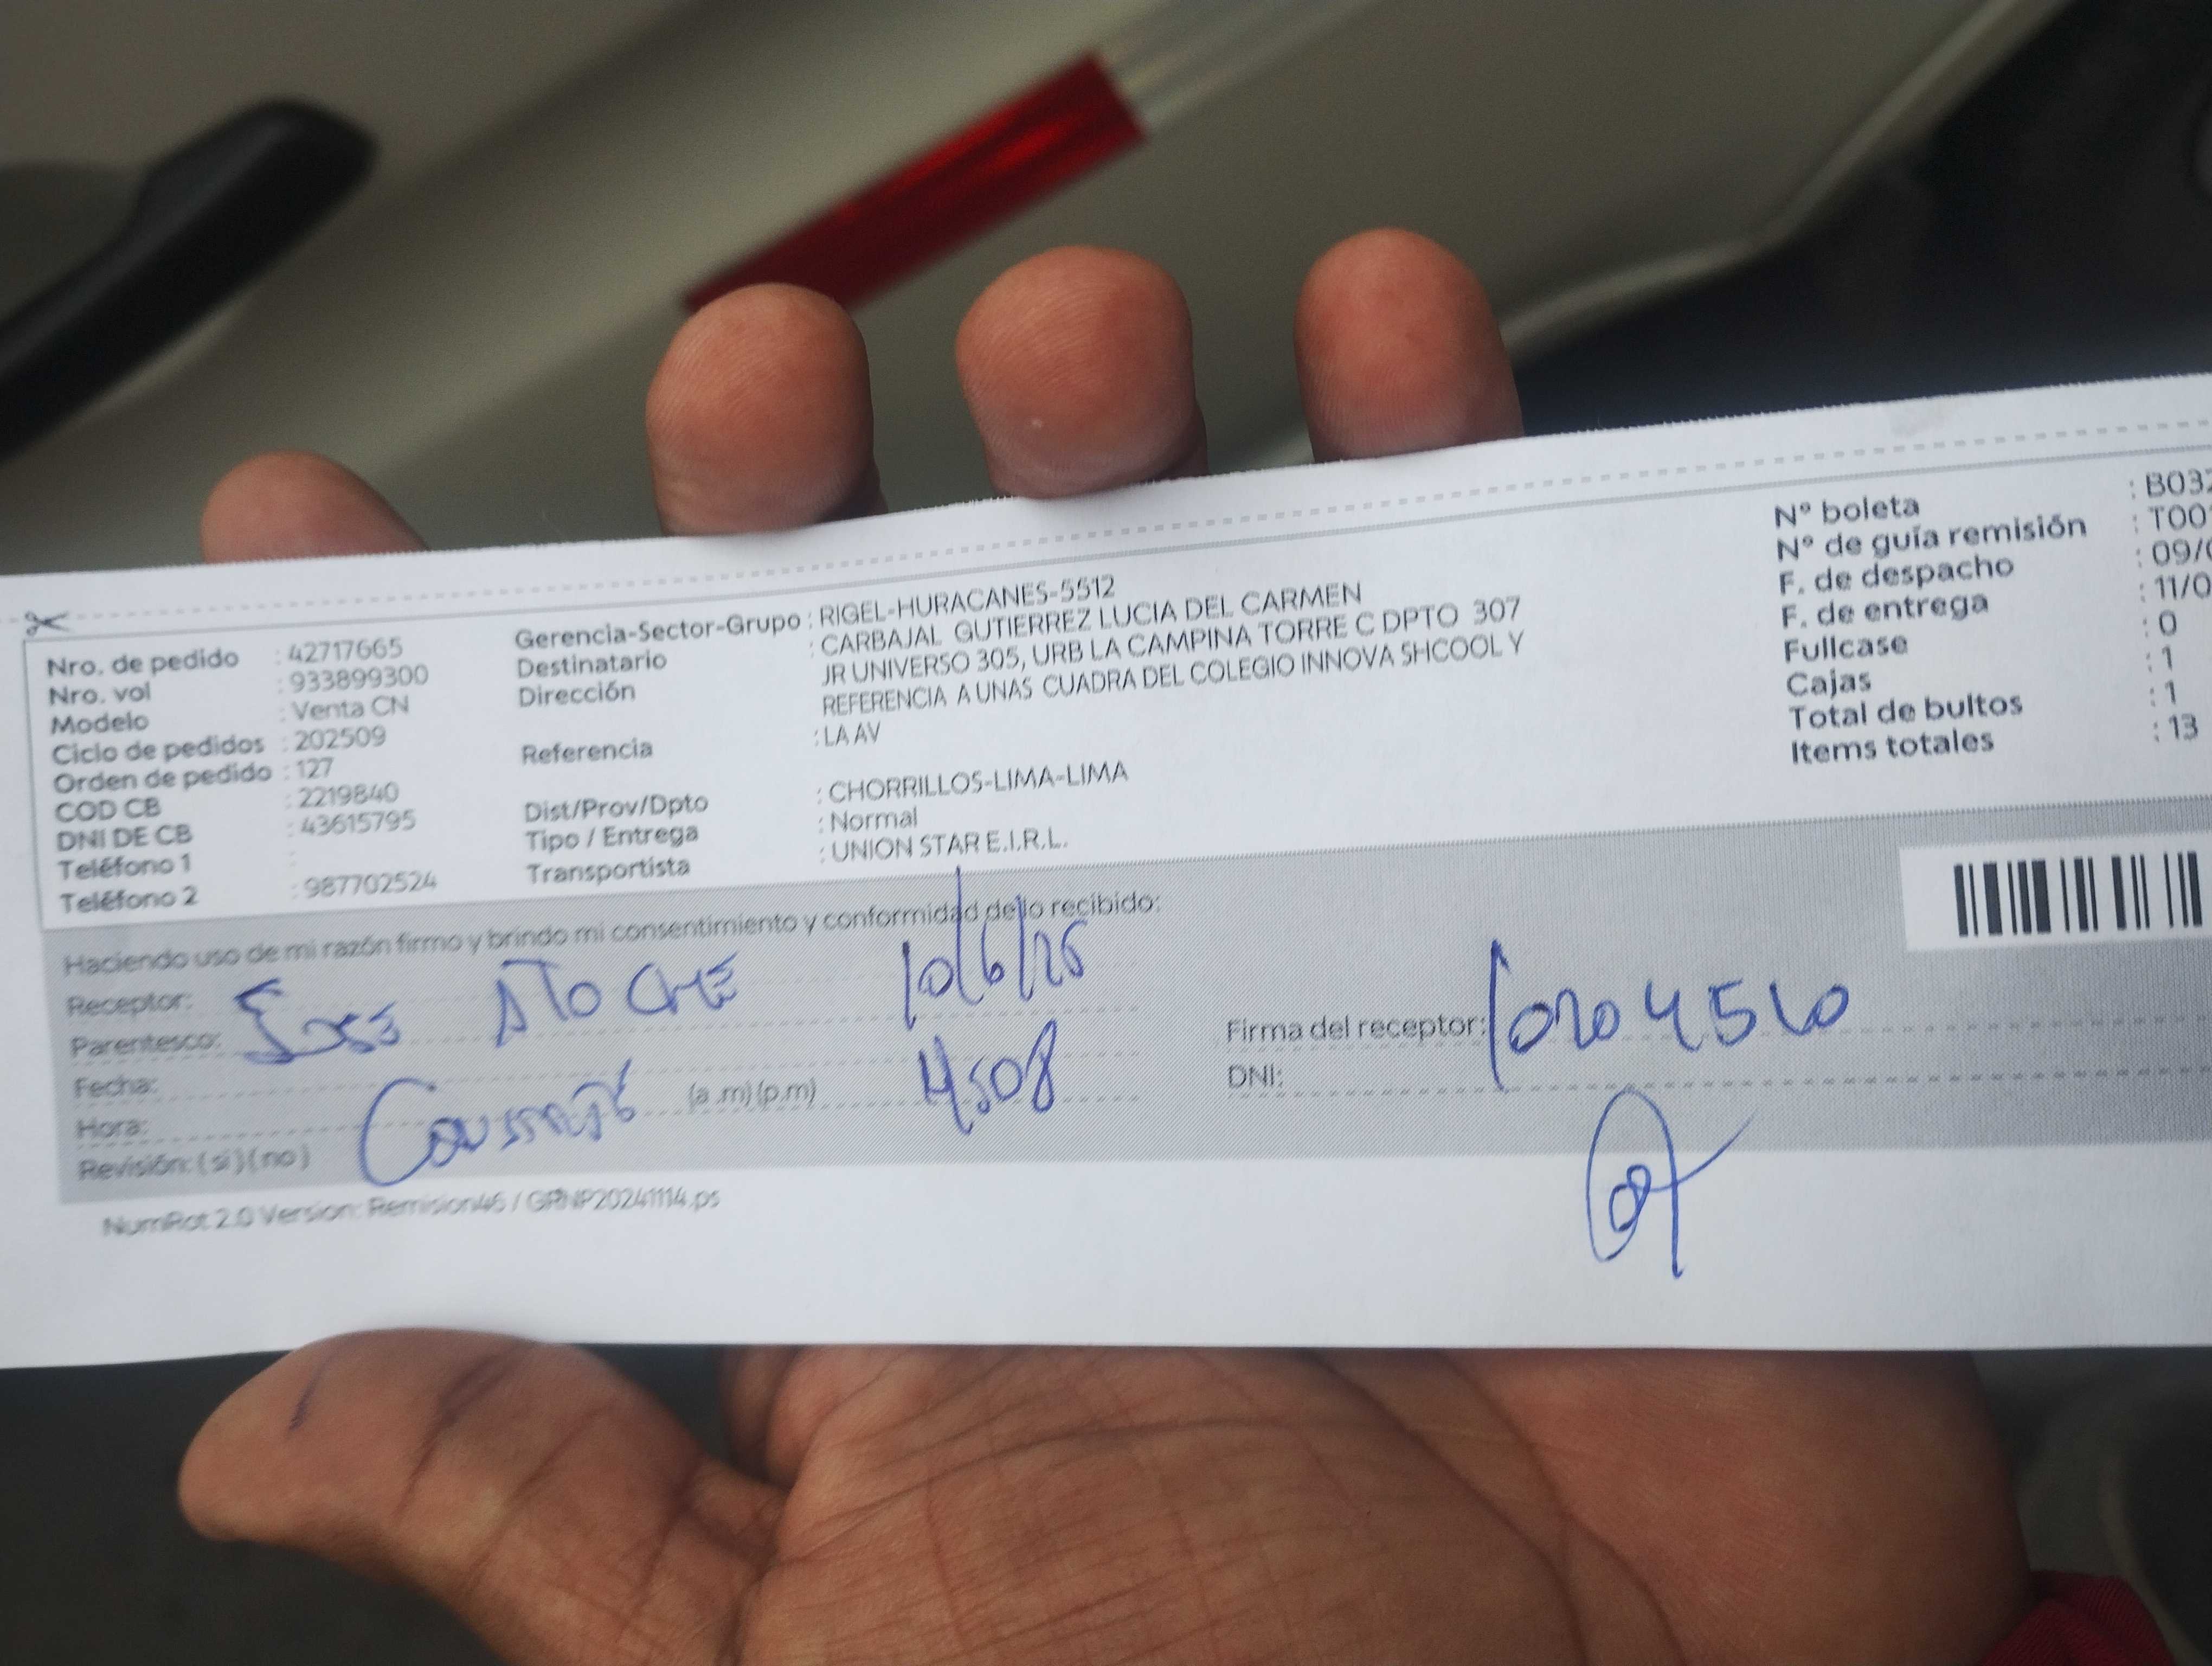 Nro. de pedido : 42717665
Nro. vol : 933899300
Modelo : Venta CN
Ciclo de pedidos : 202509
Orden de pedido : 127
COD CB : 2219840
DNI DE CB : 43615795
Teléfono 1 :
Teléfono 2 : 987702524
Gerencia-Sector-Grupo : RIGEL-HURACANES-5512
Destinatario : CARBAJAL GUTIERREZ LUCIA DEL CARMEN
Dirección JR UNIVERSO 305, URB LA CAMPINA TORRE C DPTO 307
REFERENCIA A UNAS CUADRA DEL COLEGIO INNOVA SHCOOL Y
Referencia : LA AV
Dist/Prov/Dpto : CHORRILLOS-LIMA-LIMA
Tipo / Entrega : Normal
Transportista : UNION STAR E.I.R.L.
N° boleta : B03
N° de guía remisión : T00
F. de despacho : 09/0
F. de entrega : 11/0
Fullcase : 0
Cajas : 1
Total de bultos : 1
Items totales : 13
Haciendo uso de mi razón firmo y brindo mi consentimiento y conformidad de lo recibido:
Receptor:
Parentesco: José ATOCHE 10/6/25
Fecha:
Hora: (a.m)(p.m)
Revisión: (si)(no)
Firma del receptor:
DNI:
NumRot 2.0 Version: Remision46 / GRNP20241114.ps